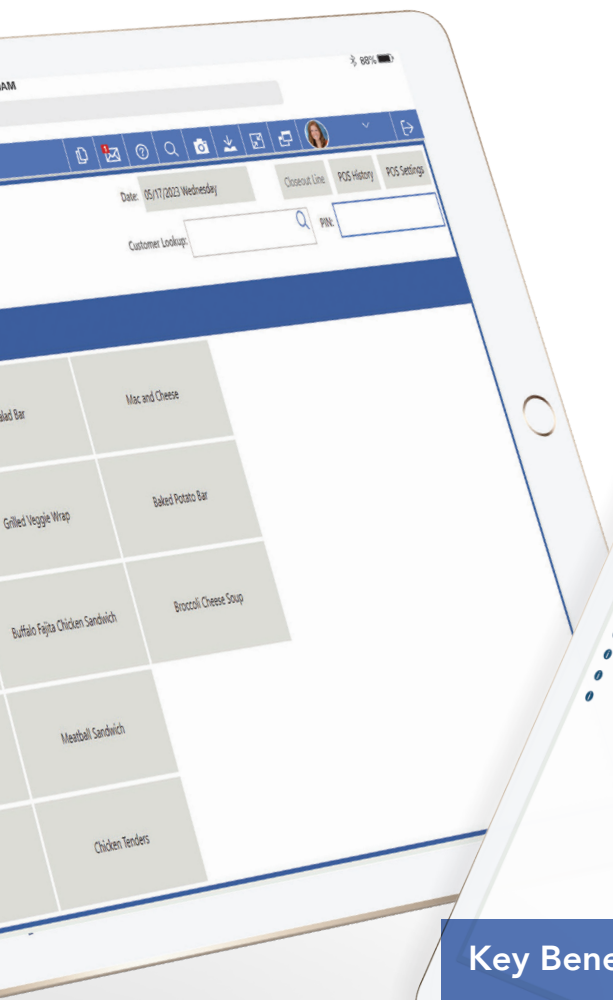 AM
88%
1
Date: 05/17/2023 Wednesday
Closeout Line
POS History
POS Settings
Customer Lookup:
PIN:
alad Bar
Mac and Cheese
Grilled Veggie Wrap
Baked Potato Bar
Buffalo Fajita Chicken Sandwich
Broccoli Cheese Soup
Meatball Sandwich
Chicken Tenders
Key Bene